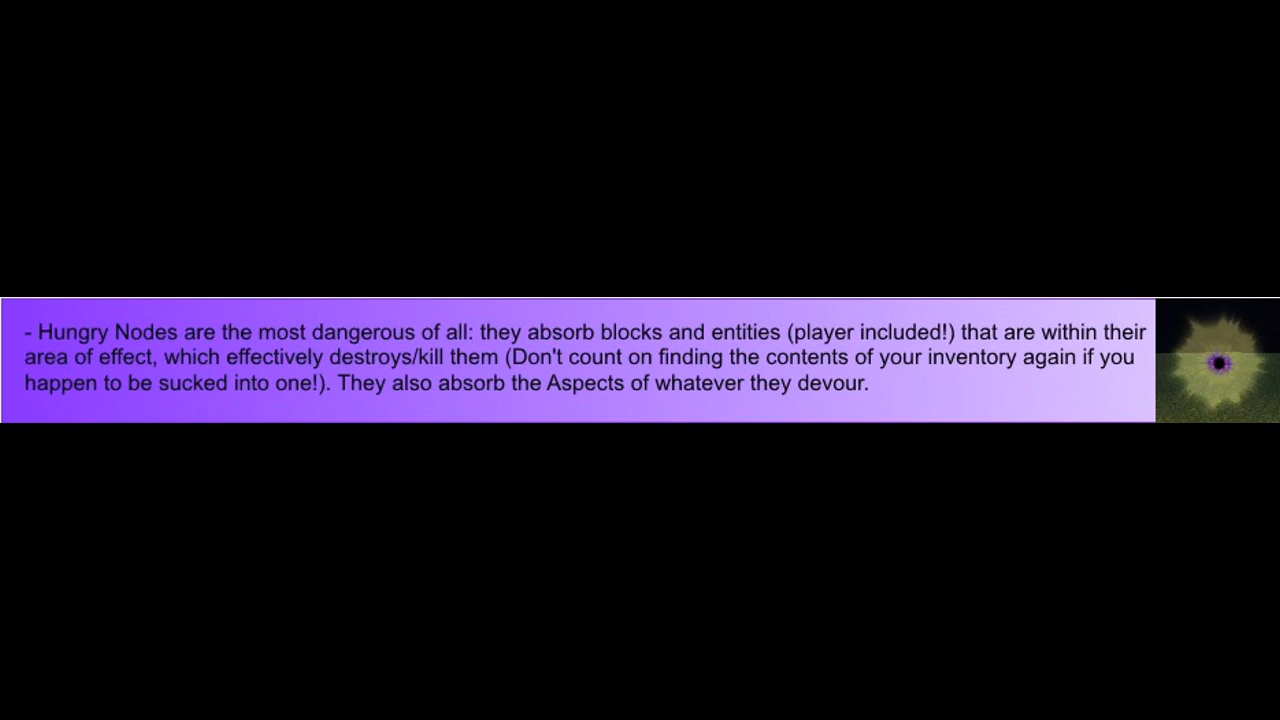 - Hungry Nodes are the most dangerous of all: they absorb blocks and entities (player included!) that are within their
area of effect, which effectively destroys/kill them (Don't count on finding the contents of your inventory again if you
happen to be sucked into one!). They also absorb the Aspects of whatever they devour.